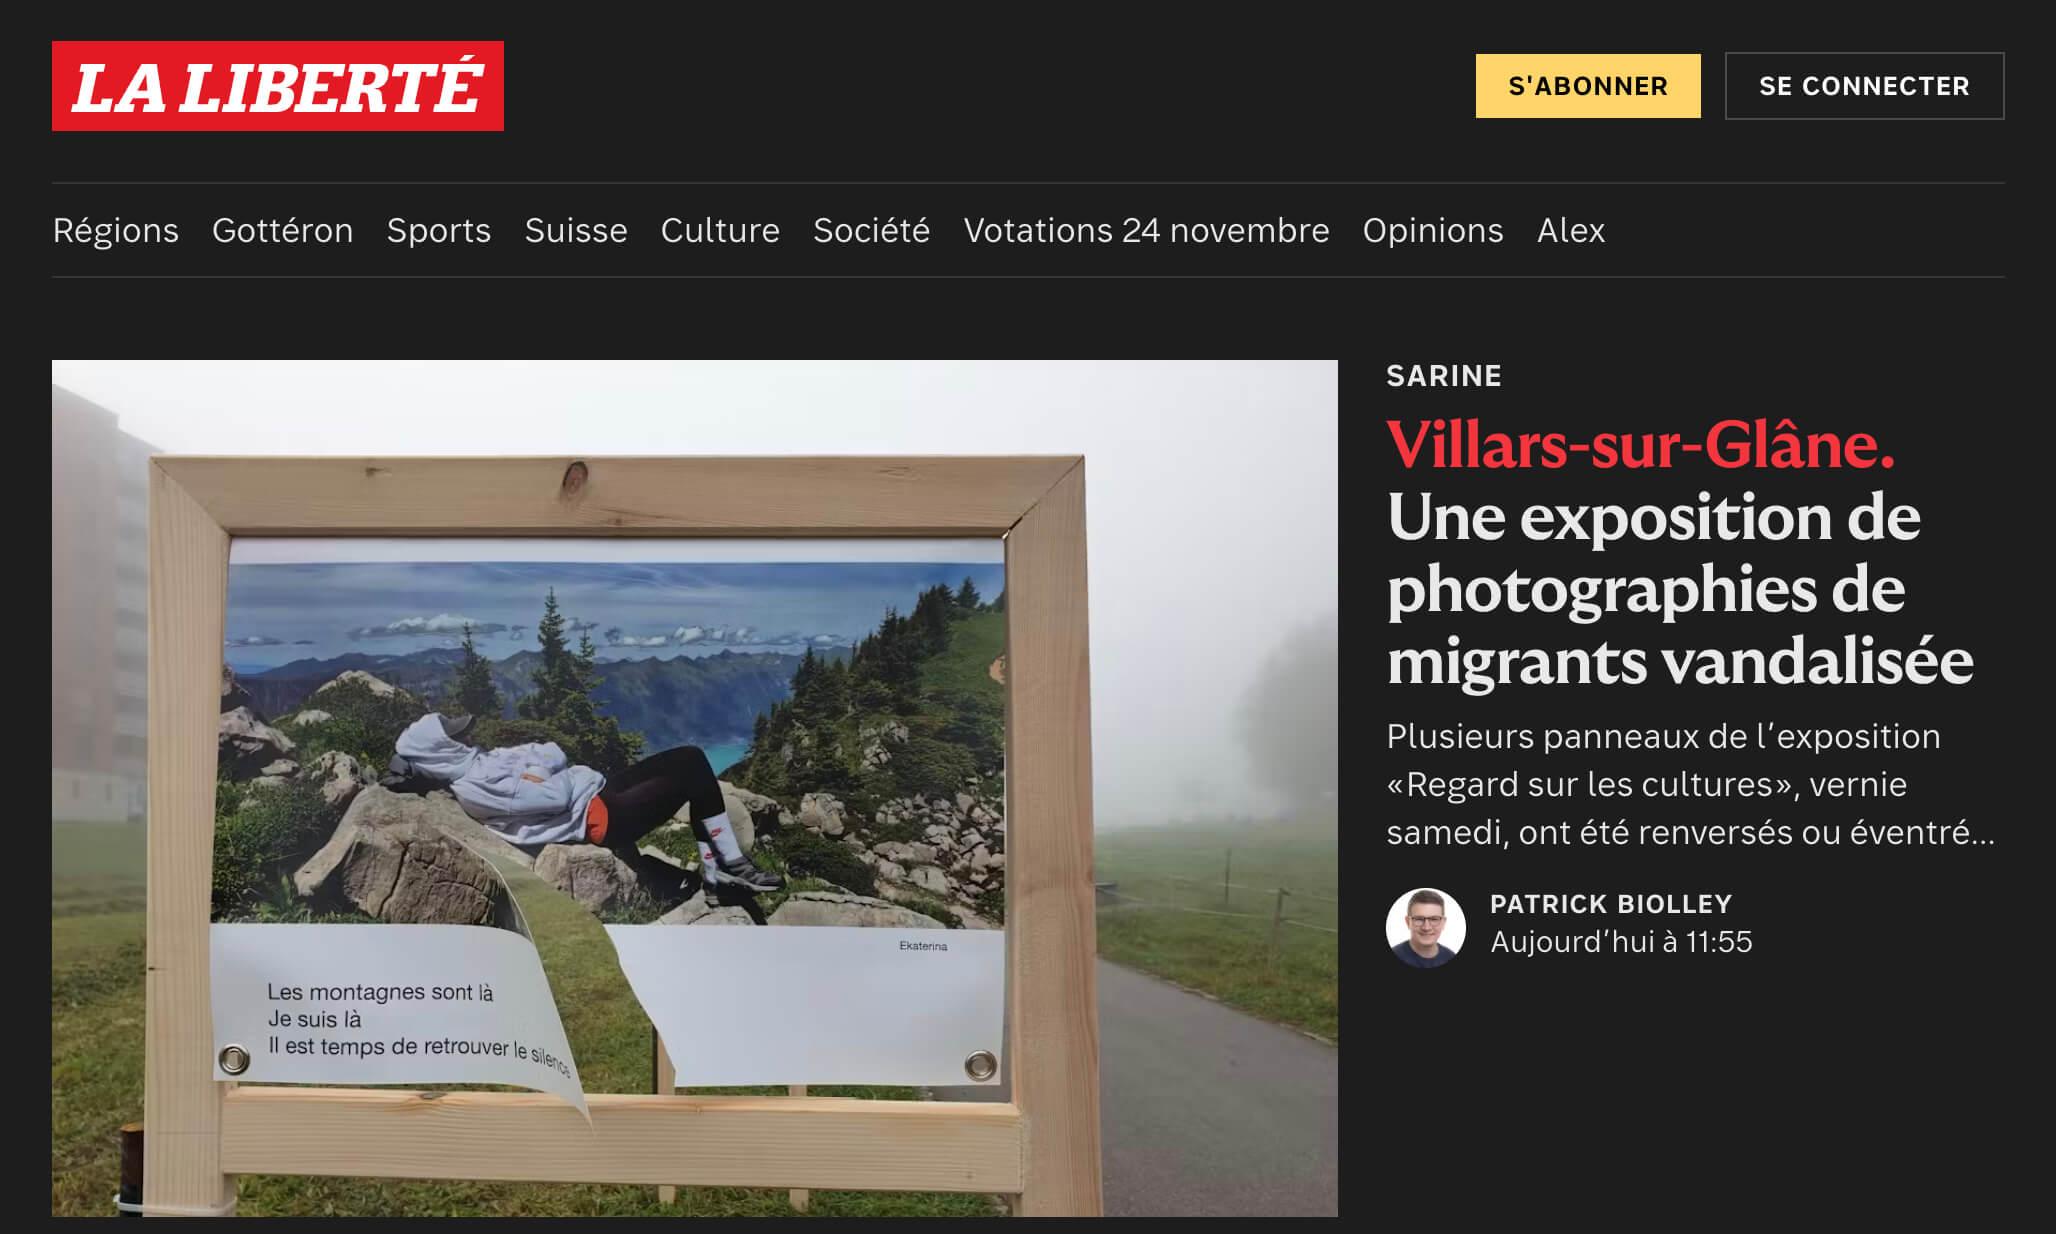 LA LIBERTÉ
S'ABONNER
SE CONNECTER
Régions Gottéron Sports Suisse Culture Société Votations 24 novembre Opinions Alex
SARINE
Villars-sur-Glâne.
Une exposition de
photographies de
migrants vandalisée
Plusieurs panneaux de l’exposition
«Regard sur les cultures», vernie
samedi, ont été renversés ou éventré…
PATRICK BIOLLEY
Aujourd’hui à 11:55
Ekaterina
Les montagnes sont là
Je suis là
Il est temps de retrouver le silence